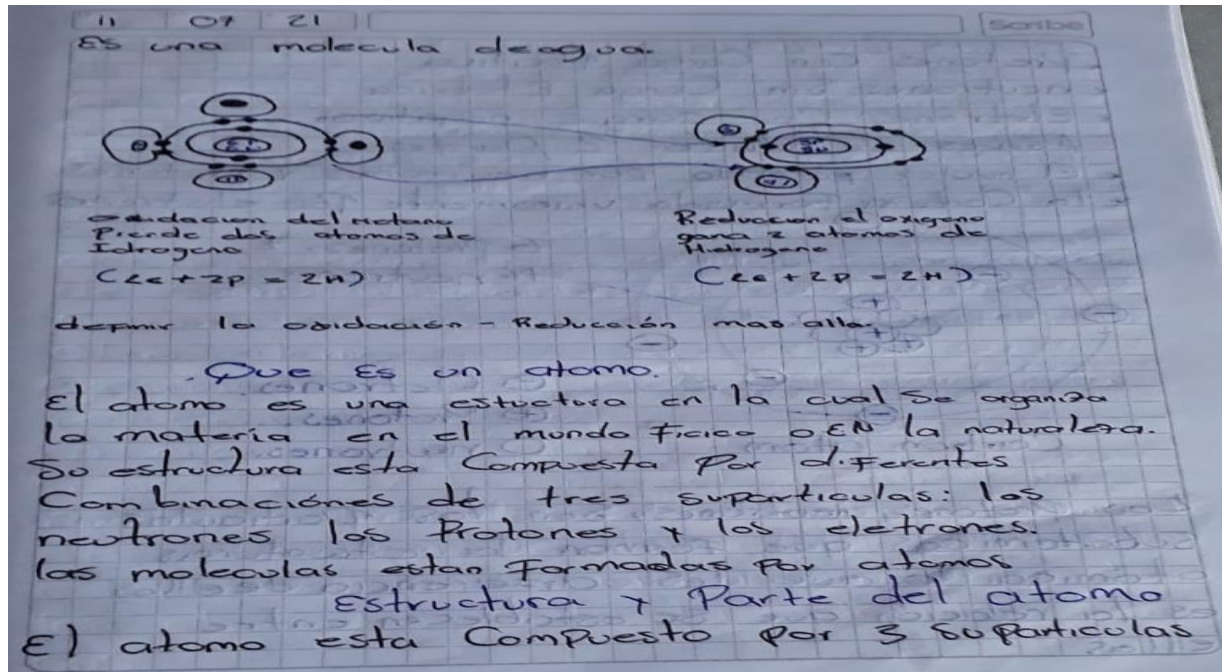 11 07 21 Scribe
Es una molecula deagua.
oxidacion del metano
Pierde dos atomos de
Idrogeno
(2e + 2p = 2H)
Reduccion el oxigeno
gana 2 atomos de
Hidrogeno
(2e + 2p = 2H)
definir la oxidación - Reducción mas alla.
. Que Es un atomo.
El atomo es una estuctora en la cual Se organiza
la materia en el mundo Ficico o EN la naturaleza.
Su estructura esta Compuesta Por diFerentes
Combinaciónes de tres suparticulas: los
neutrones los Protones y los eletrones.
las moleculas estan Formadas Por atomos
Estructura y Parte del atomo
El atomo esta Compuesto por 3 Suparticulas